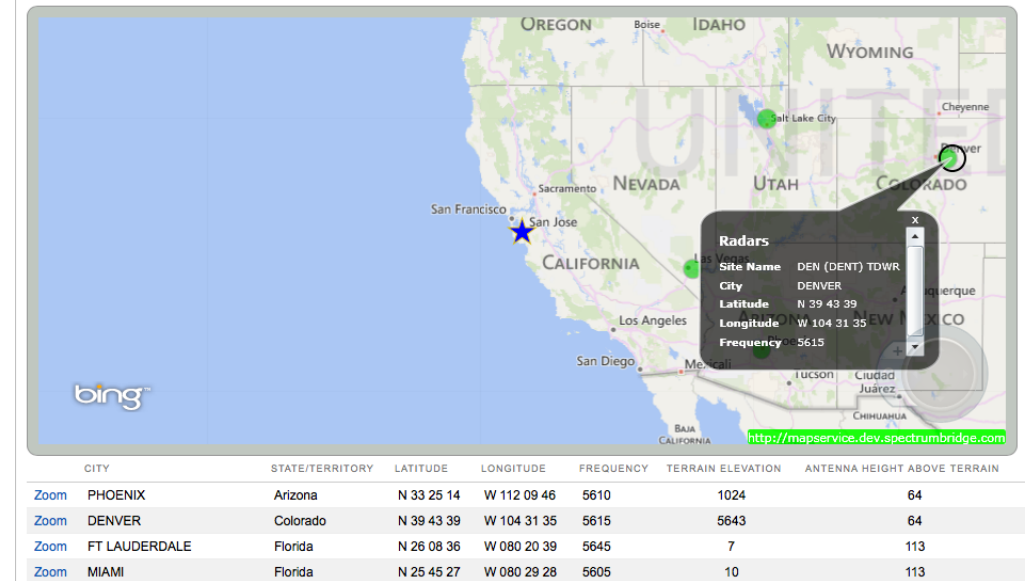 OREGON
Boise
IDAHO
WYOMING
UNITE
Cheyenne
Salt Lake City
Denver
Sacramento
NEVADA
UTAH
COLORADO
San Francisco
San Jose
x
Radars
CALIFORNIA
Las Vegas
Site Name DEN (DENT) TDWR
City DENVER
Latitude N 39 43 39
Longitude W 104 31 35
Frequency 5615
Los Angeles
ARIZONA
NEW MEXICO
San Diego
Mexicali
Tucson
Ciudad
Juárez
bing™
CHIHUAHUA
BAJA
CALIFORNIA
http://mapservice.dev.spectrumbridge.com
CITY STATE/TERRITORY LATITUDE LONGITUDE FREQUENCY TERRAIN ELEVATION ANTENNA HEIGHT ABOVE TERRAIN
Zoom PHOENIX Arizona N 33 25 14 W 112 09 46 5610 1024 64
Zoom DENVER Colorado N 39 43 39 W 104 31 35 5615 5643 64
Zoom FT LAUDERDALE Florida N 26 08 36 W 080 20 39 5645 7 113
Zoom MIAMI Florida N 25 45 27 W 080 29 28 5605 10 113